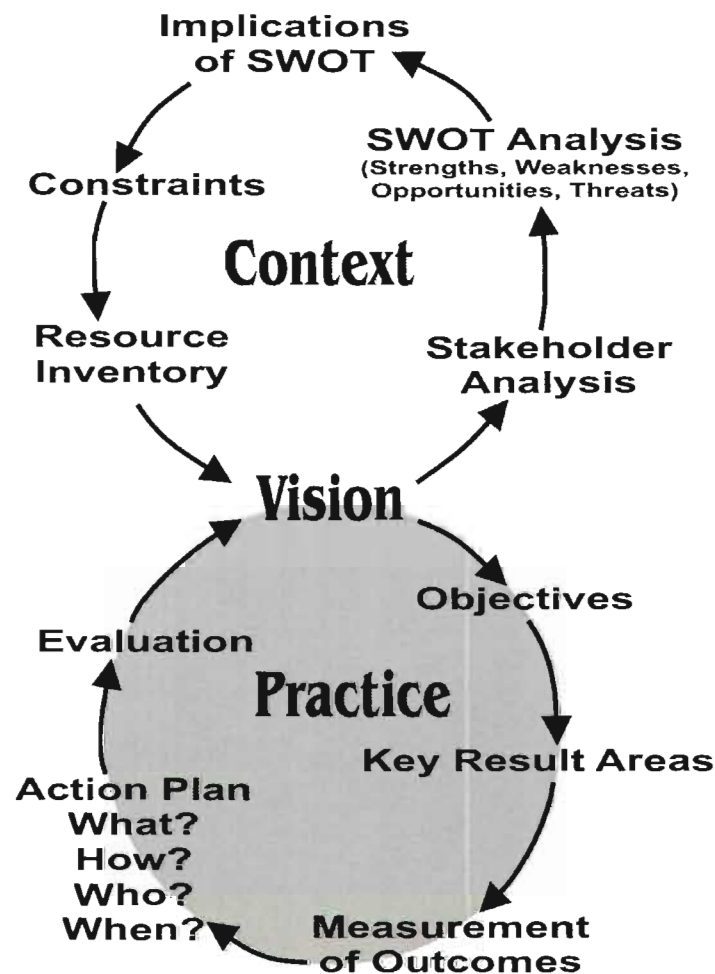 Implications
of SWOT
SWOT Analysis
(Strengths, Weaknesses,
Opportunities, Threats)
Constraints
Context
Resource
Inventory
Stakeholder
Analysis
Vision
Objectives
Evaluation
Practice
Key Result Areas
Action Plan
What?
How?
Who?
When?
Measurement
of Outcomes